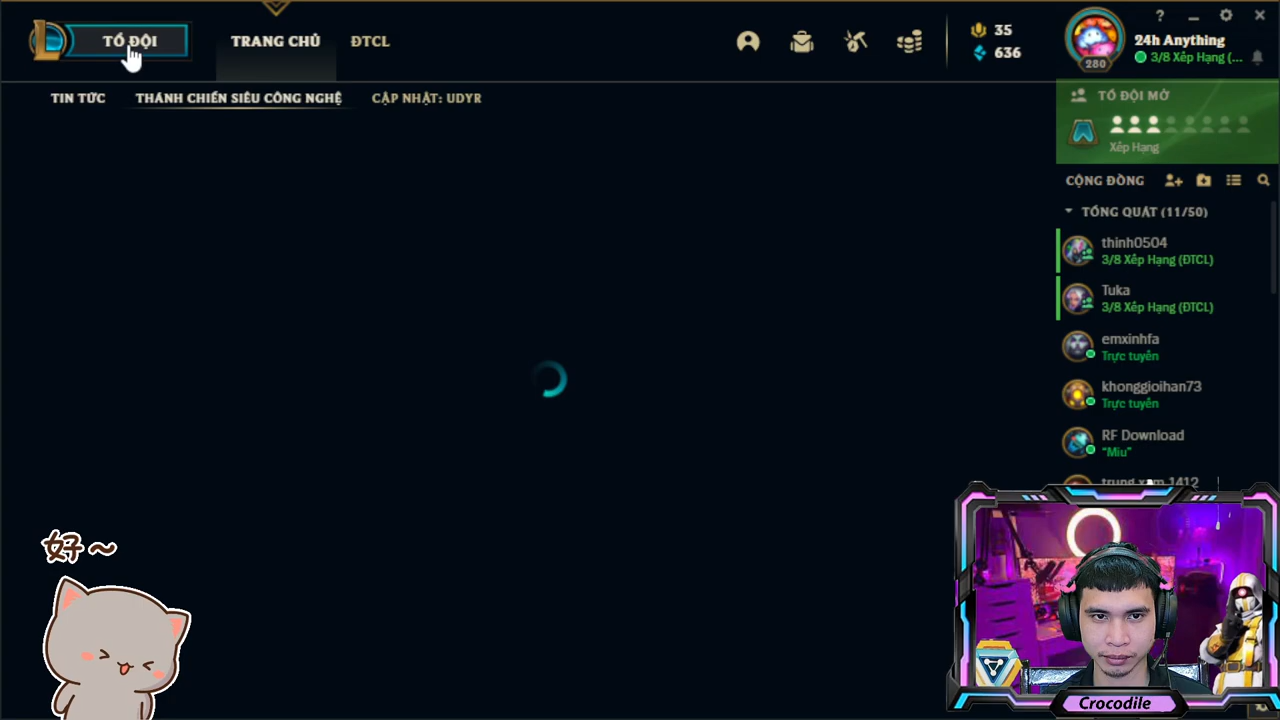 TỔ ĐỘI
TRANG CHỦ
ĐTCL
35
636
?
280
24h Anything
3/8 Xếp Hạng (...
TIN TỨC
THÁNH CHIẾN SIÊU CÔNG NGHỆ
CẬP NHẬT: UDYR
TỔ ĐỘI MỞ
Xếp Hạng
CỘNG ĐỒNG
TỔNG QUÁT (11/50)
thinh0504
3/8 Xếp Hạng (ĐTCL)
Tuka
3/8 Xếp Hạng (ĐTCL)
emxinhfa
Trực tuyến
khonggioihan73
Trực tuyến
RF Download
"Miu"
好~
Crocodile